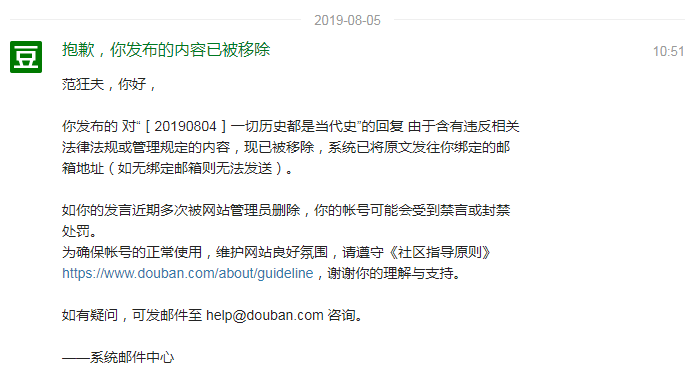 2019-08-05
豆
抱歉，你发布的内容已被移除
10:51
范狂夫，你好，
你发布的 对“［20190804］一切历史都是当代史”的回复 由于含有违反相关
法律法规或管理规定的内容，现已被移除，系统已将原文发往你绑定的邮
箱地址（如无绑定邮箱则无法发送）。
如你的发言近期多次被网站管理员删除，你的帐号可能会受到禁言或封禁
处罚。
为确保帐号的正常使用，维护网站良好氛围，请遵守《社区指导原则》
https://www.douban.com/about/guideline，谢谢你的理解与支持。
如有疑问，可发邮件至 help@douban.com 咨询。
——系统邮件中心